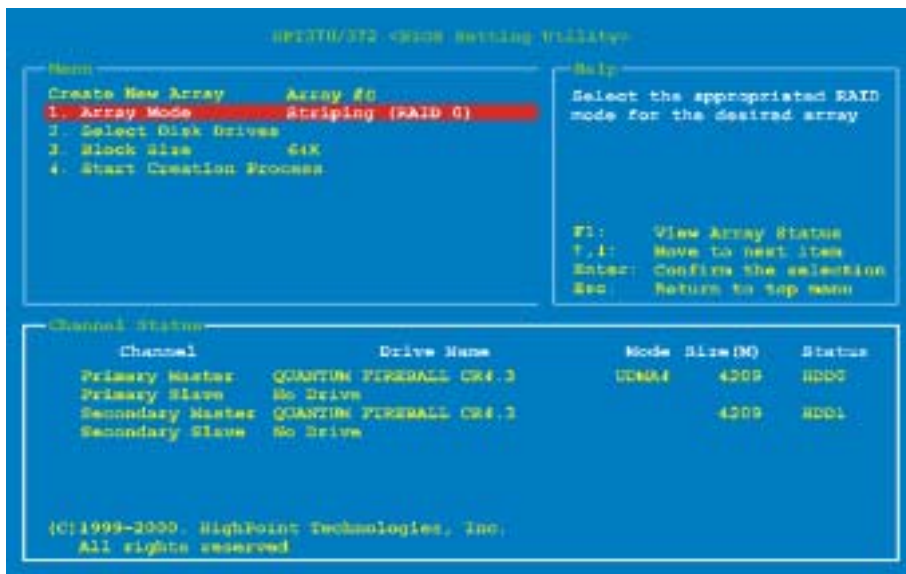 HPT370/372 <BIOS Setting Utility>
Menu
Create New Array Array #0
1. Array Mode Striping (RAID 0)
2. Select Disk Drives
3. Block Size 64K
4. Start Creation Process
Help
Select the appropriated RAID
mode for the desired array
F1: View Array Status
↑,↓: Move to next item
Enter: Confirm the selection
Esc Return to top menu
Channel Status
Channel Drive Name Mode Size(M) Status
Primary Master QUANTUM FIREBALL CR4.3 UDMA4 4209 HDD0
Primary Slave No Drive
Secondary Master QUANTUM FIREBALL CR4.3 4209 HDD1
Secondary Slave No Drive
(C)1999-2000. HighPoint Technologies, Inc.
All rights reserved